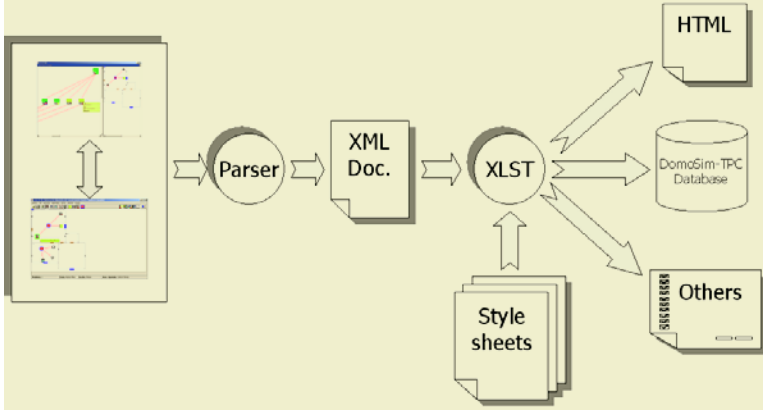 HTML
Parser
XML
Doc.
XLST
DomoSim-TPC
Database
Style
sheets
Others